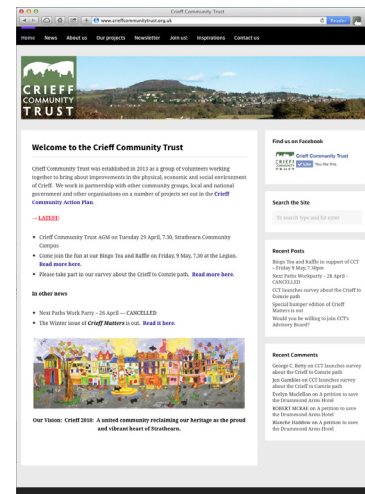 Crieff Community Trust
www.crieffcommunitytrust.org.uk
Reader
Home News About us Our projects Newsletter Join us! Inspirations Contact us
CRIEFF
COMMUNITY
TRUST
Welcome to the Crieff Community Trust
Crieff Community Trust was established in 2013 as a group of volunteers working
together to bring about improvements in the physical, economic and social environment
of Crieff. We work in partnership with other community groups, local and national
government and other organisations on a number of projects set out in the Crieff
Community Action Plan.
LATEST:
Crieff Community Trust AGM on Tuesday 29 April, 7.30, Strathearn Community
Campus
Come join the fun at our Bingo Tea and Raffle on Friday, 9 May, 7.30 at the Legion.
Read more here.
Please take part in our survey about the Crieff to Comrie path. Read more here.
In other news
Next Paths Work Party – 26 April — CANCELLED
The Winter issue of Crieff Matters is out. Read it here.
Our Vision: Crieff 2018: A united community reclaiming our heritage as the proud
and vibrant heart of Strathearn.
Find us on Facebook
CRIEFF
Crieff Community Trust
You like this.
Search the Site
To search type and hit enter
Recent Posts
Bingo Tea and Raffle in support of CCT
– Friday 9 May, 7.30pm
Next Paths Workparty – 26 April –
CANCELLED
CCT launches survey about the Crieff to
Comrie path
Special bumper edition of Crieff
Matters is out
Would you be willing to join CCT's
Advisory Board?
Recent Comments
George C. Betty on CCT launches survey
about the Crieff to Comrie path
Jen Gambles on CCT launches survey
about the Crieff to Comrie path
Evelyn Maclellan on A petition to save
the Drummond Arms Hotel
ROBERT MCRAE on A petition to save
the Drummond Arms Hotel
Blanche Haddow on A petition to save
the Drummond Arms Hotel